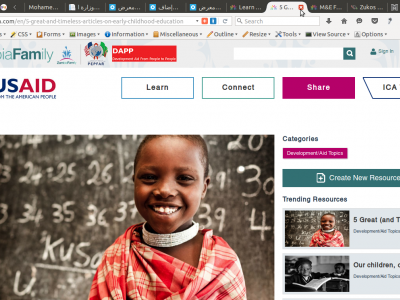 Mohame
وزارة ا
معرض
إضاف
معرض
Learn
5 G
M&E F
Zukos
s.com/en/5-great-and-timeless-articles-on-early-childhood-education
Search
CSS Forms Images Information Miscellaneous Outline Resize Tools View Source Options
biaFamily
PEPFAR
DAPP
Development Aid From People to People
Sign in
USAID
FROM THE AMERICAN PEOPLE
Learn
Connect
Share
ICA
Categories
Development/Aid Topics
Create New Resource
Trending Resources
5 Great (and T
Development/Aid Topics
Our children, o
Development/Aid Topics